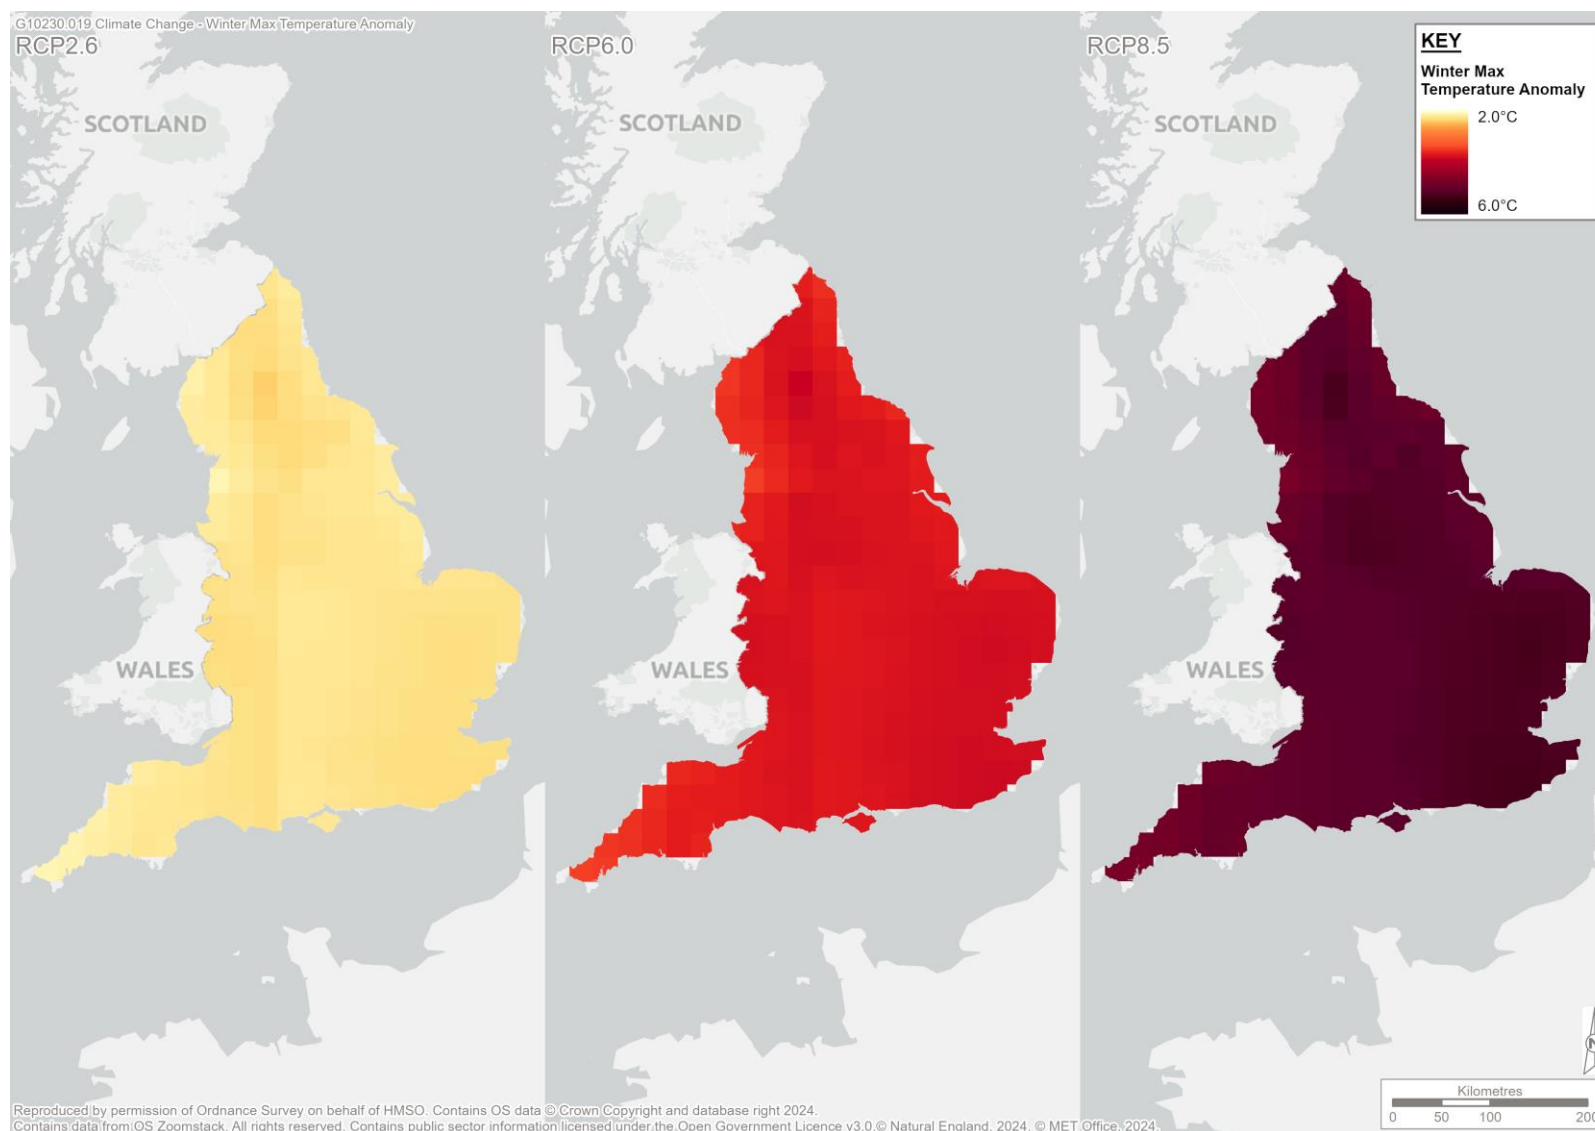 G10230.019 Climate Change - Winter Max Temperature Anomaly
RCP2.6
RCP6.0
RCP8.5
KEY
Winter Max
Temperature Anomaly
2.0°C
6.0°C
SCOTLAND
SCOTLAND
SCOTLAND
WALES
WALES
WALES
N
Kilometres
0 50 100 200
Reproduced by permission of Ordnance Survey on behalf of HMSO. Contains OS data © Crown Copyright and database right 2024.
Contains data from OS Zoomstack. All rights reserved. Contains public sector information licensed under the Open Government Licence v3.0.© Natural England, 2024. © MET Office, 2024.